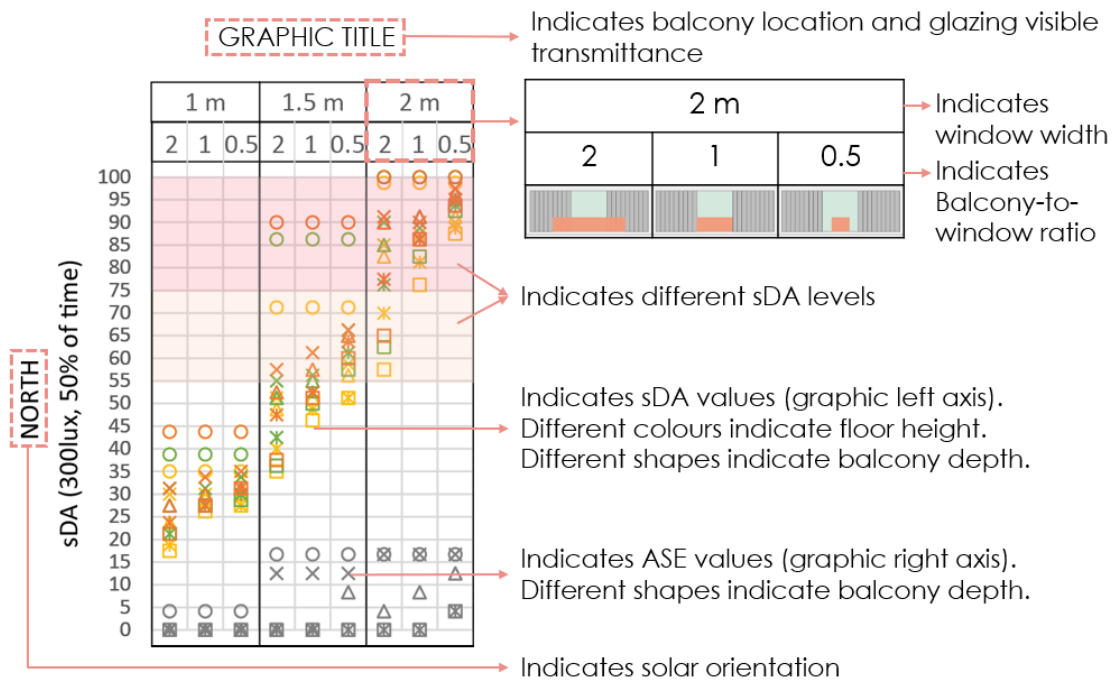 Indicates balcony location and glazing visible
transmittance
GRAPHIC TITLE
1 m 1.5 m 2 m
2 1 0.5 2 1 0.5 2 1 0.5
2 m
2 1 0.5
Indicates
window width
Indicates
Balcony-to-
window ratio
100
95
90
85
80
75
70
65
60
55
50
45
40
35
30
25
20
15
10
5
0
sDA (300lux, 50% of time)
NORTH
Indicates different sDA levels
Indicates sDA values (graphic left axis).
Different colours indicate floor height.
Different shapes indicate balcony depth.
Indicates ASE values (graphic right axis).
Different shapes indicate balcony depth.
Indicates solar orientation